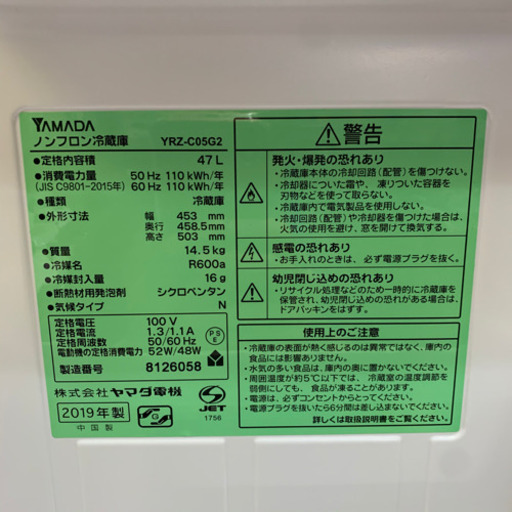 YAMADA
ノンフロン冷蔵庫 YRZ-C05G2
●定格内容積 47L
●消費電力量 50Hz 110kWh/年
(JIS C9801-2015年) 60Hz 110kWh/年
●種類 冷蔵庫
●外形寸法 幅 453 mm
奥行 458.5mm
高さ 503 mm
●質量 14.5kg
●冷媒名 R600a
●冷媒封入量 16g
●断熱材用発泡剤 シクロペンタン
●気候タイプ N
定格電圧 100V
定格電流 1.3/1.1A
定格周波数 50/60Hz
電動機の定格消費電力 52W/48W
PSE
製造番号 8126058
株式会社ヤマダ電機
2019年製
中国製
JET
1756
警告
発火・爆発の恐れあり
●冷蔵庫本体の冷却回路(配管)を傷つけない。
●冷却器についた霜や、凍りついた容器を
刃物などを使って取らない。
●冷蔵庫内で電気製品を使用しない。
●冷却器や冷却回路(配管)を傷つけた場合は、
火気の使用を避け、窓を開けて換気する。
感電の恐れあり
●お手入れのときは、必ず電源プラグを抜く。
幼児閉じ込めの恐れあり
●リサイクル処理などのため一時的に冷蔵庫を
保管され、幼児閉じ込めの恐れがある場合は、
ドアパッキンをはずす。
使用上のご注意
・冷蔵庫の表面が熱く感じるのは異常ではなく、庫内の
食品に影響はありません。
・水気の多い食品は、庫内の奥に置かないでください。
・周囲温度が約5℃以下では、冷蔵室の温度調節を
弱側にしても、食品が凍ることがあります。
・電源は、必ずコンセントからとってください。
・電源プラグを抜いたら6分間は差し込まないでください。
詳しくは取扱説明書をご覧ください。